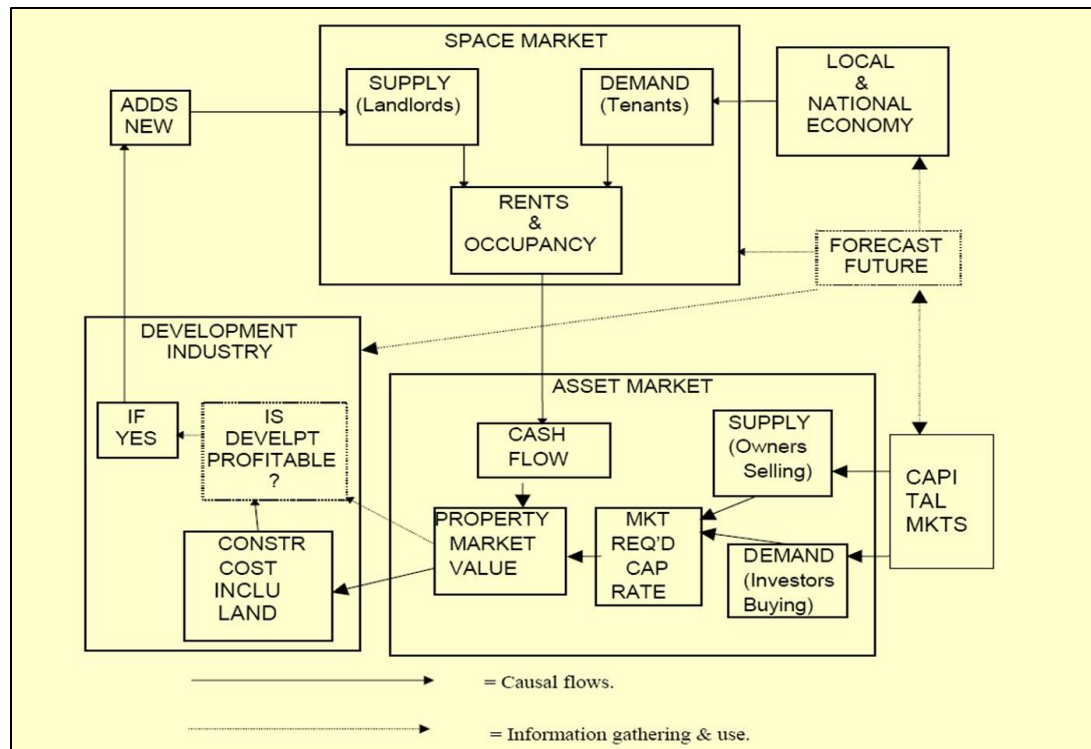 SPACE MARKET
SUPPLY
(Landlords)
DEMAND
(Tenants)
LOCAL
&
NATIONAL
ECONOMY
ADDS
NEW
RENTS
&
OCCUPANCY
FORECAST
FUTURE
DEVELOPMENT
INDUSTRY
IF
YES
IS
DEVELPT
PROFITABLE
?
CONSTR
COST
INCLU
LAND
ASSET MARKET
CASH
FLOW
SUPPLY
(Owners
Selling)
PROPERTY
MARKET
VALUE
MKT
REQ'D
CAP
RATE
DEMAND
(Investors
Buying)
CAPI
TAL
MKTS
= Causal flows.
= Information gathering & use.